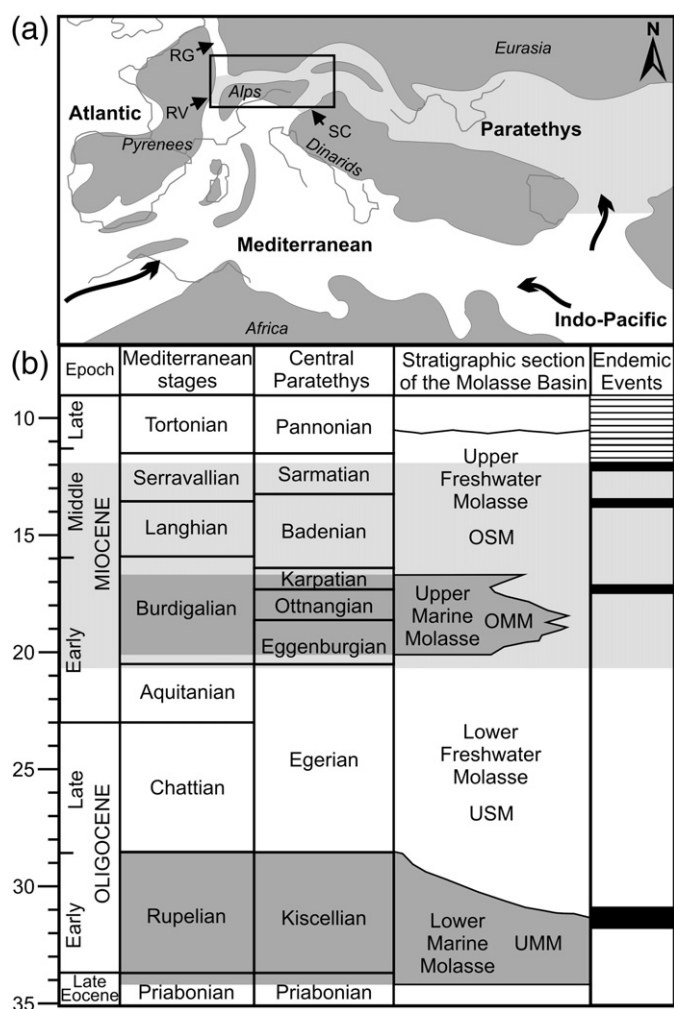 (a)
N
RG
Eurasia
Atlantic
Alps
RV
Paratethys
SC
Pyrenees
Dinarids
Mediterranean
Indo-Pacific
Africa
(b)
Epoch
Mediterranean
stages
Central
Paratethys
Stratigraphic section
of the Molasse Basin
Endemic
Events
10
15
20
25
30
35
Late
Middle
Early
MIOCENE
Late
Early
OLIGOCENE
Late
Eocene
Tortonian
Serravallian
Langhian
Burdigalian
Aquitanian
Chattian
Rupelian
Priabonian
Pannonian
Sarmatian
Badenian
Karpatian
Ottnangian
Eggenburgian
Egerian
Kiscellian
Priabonian
Upper
Freshwater
Molasse
OSM
Upper
Marine
Molasse
OMM
Lower
Freshwater
Molasse
USM
Lower
Marine
Molasse
UMM